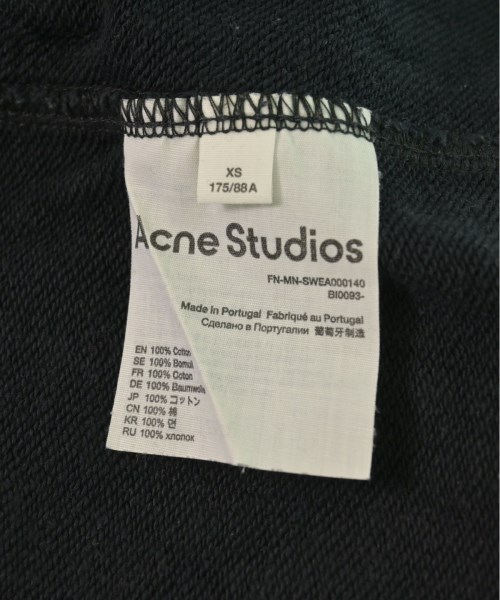 XS
175/88A
Acne Studios
FN-MN-SWEA000140
BI0093-
Made in Portugal Fabriqué au Portugal
Сделано в Португалии 葡萄牙制造
EN 100% Cotton
SE 100% Bomull
FR 100% Coton
DE 100% Baumwolle
JP 100% コットン
CN 100% 棉
KR 100% 면
RU 100% хлопок